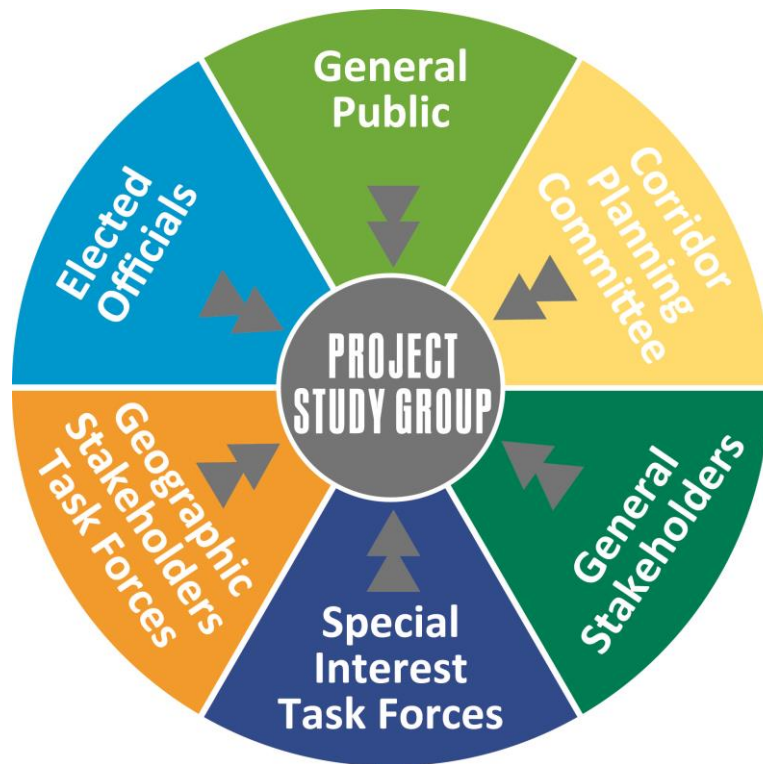 General
Public
Corridor
Planning
Committee
General
Stakeholders
Special
Interest
Task Forces
Geographic
Stakeholders
Task Forces
Elected
Officials
PROJECT
STUDY GROUP